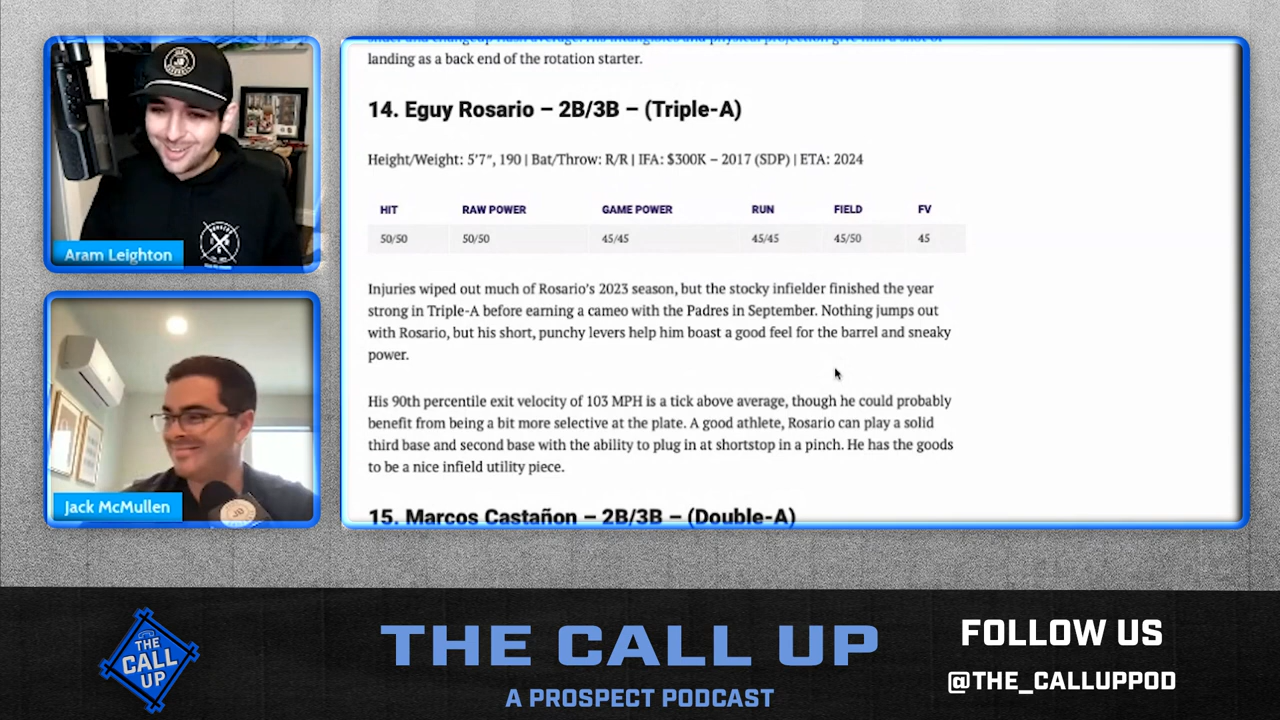 landing as a back end of the rotation starter.
14. Eguy Rosario – 2B/3B – (Triple-A)
Height/Weight: 5’7”, 190 | Bat/Throw: R/R | IFA: $300K – 2017 (SDP) | ETA: 2024
HIT RAW POWER GAME POWER RUN FIELD FV
50/50 50/50 45/45 45/45 45/50 45
Injuries wiped out much of Rosario’s 2023 season, but the stocky infielder finished the year
strong in Triple-A before earning a cameo with the Padres in September. Nothing jumps out
with Rosario, but his short, punchy levers help him boast a good feel for the barrel and sneaky
power.
His 90th percentile exit velocity of 103 MPH is a tick above average, though he could probably
benefit from being a bit more selective at the plate. A good athlete, Rosario can play a solid
third base and second base with the ability to plug in at shortstop in a pinch. He has the goods
to be a nice infield utility piece.
15. Marcos Castañon – 2B/3B – (Double-A)
Aram Leighton
Jack McMullen
THE
CALL
UP
THE CALL UP
A PROSPECT PODCAST
FOLLOW US
@THE_CALLUPPOD